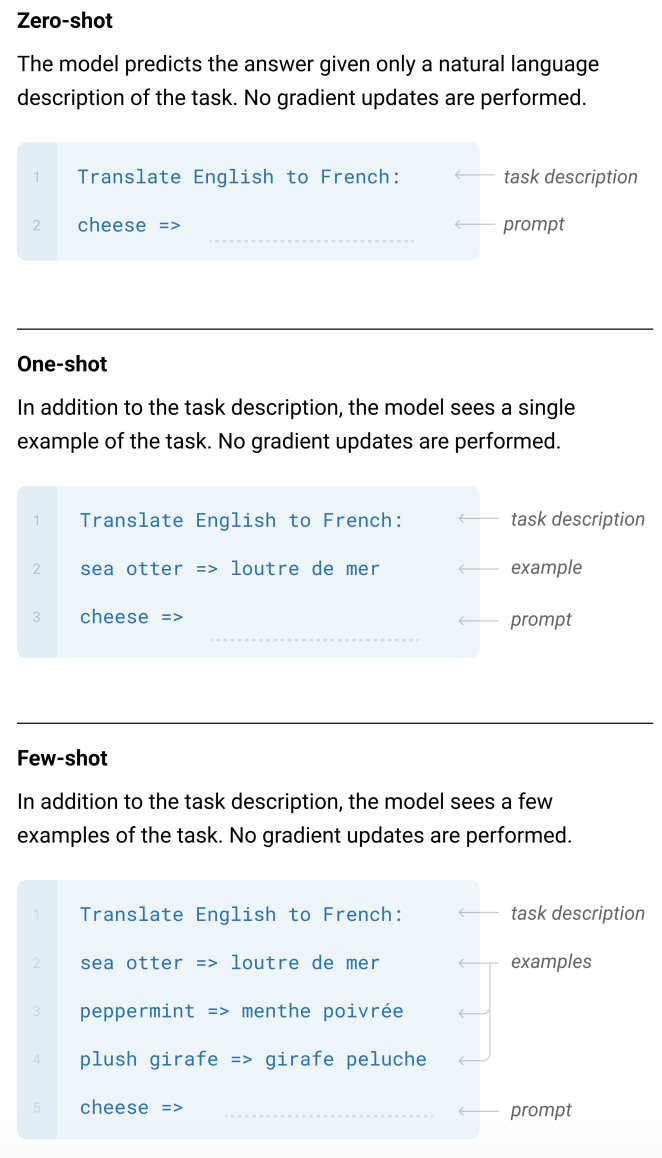 Zero-shot
The model predicts the answer given only a natural language
description of the task. No gradient updates are performed.
1 Translate English to French: task description
2 cheese => prompt
One-shot
In addition to the task description, the model sees a single
example of the task. No gradient updates are performed.
1 Translate English to French: task description
2 sea otter => loutre de mer example
3 cheese => prompt
Few-shot
In addition to the task description, the model sees a few
examples of the task. No gradient updates are performed.
1 Translate English to French: task description
2 sea otter => loutre de mer examples
3 peppermint => menthe poivrée
4 plush girafe => girafe peluche
5 cheese => prompt